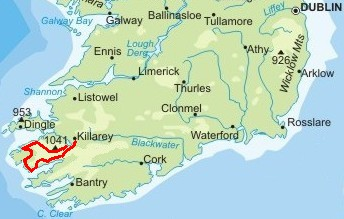 DUBLIN
Liffey
Ballinasloe
Galway
Tullamore
Galway Bay
Lough Derg
Ennis
Athy
926
Wicklow Mts
Arklow
Limerick
Thurles
Shannon
Listowel
953
Clonmel
Dingle
Rosslare
Waterford
1041
Killarey
Blackwater
Cork
Bantry
C. Clear